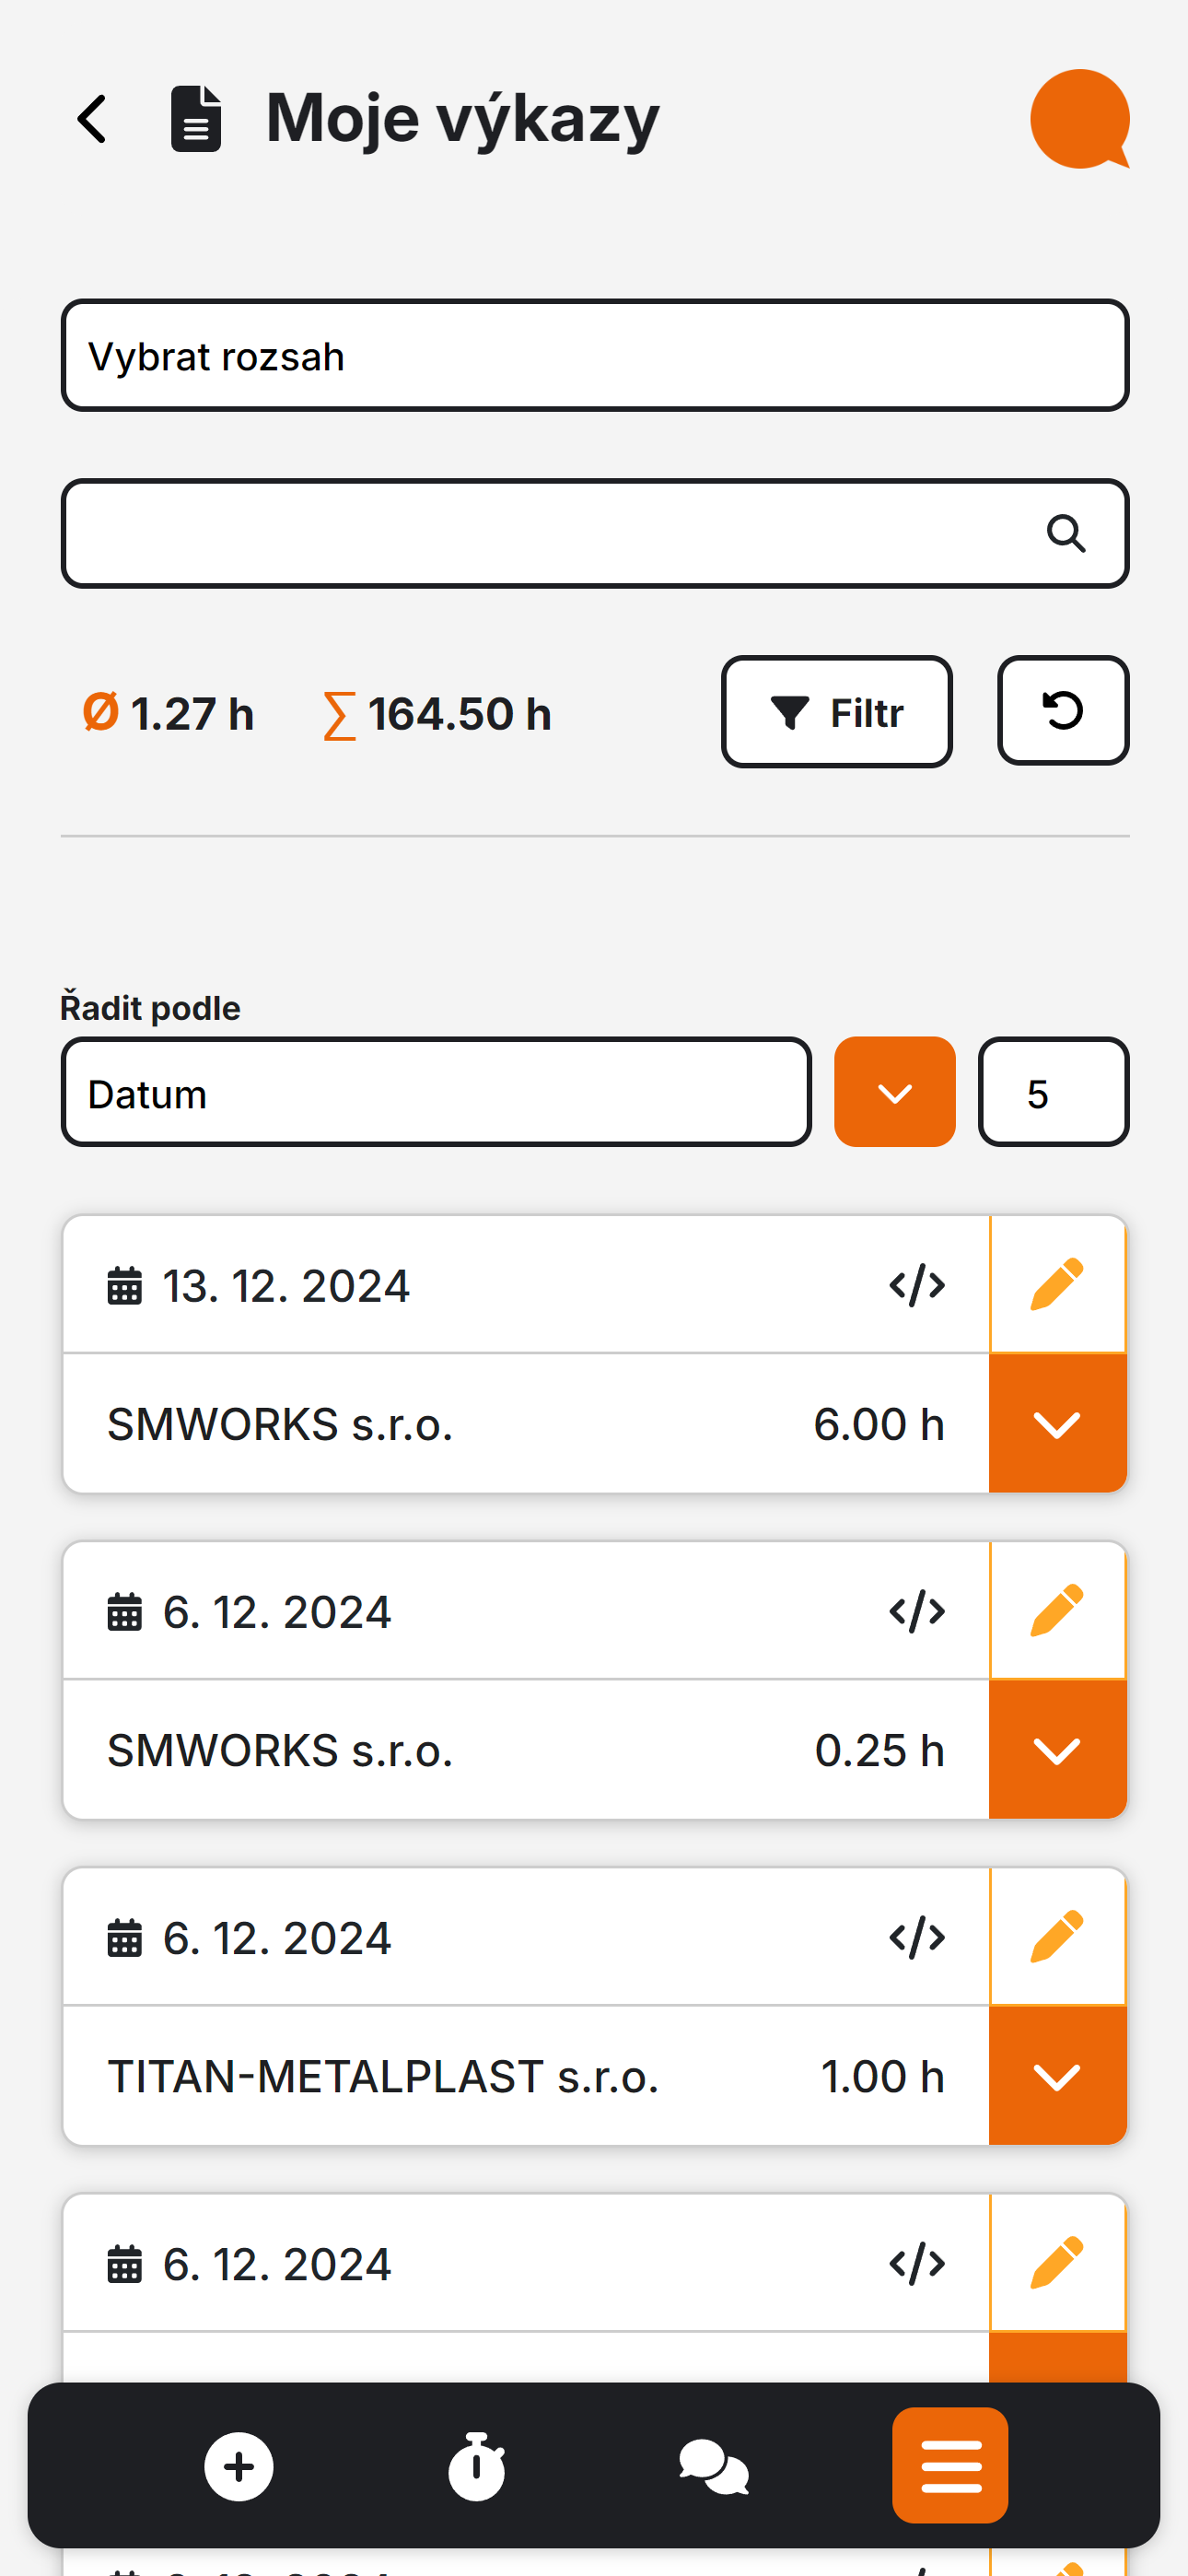 Moje výkazy
Vybrat rozsah
Ø 1.27 h ∑ 164.50 h Filtr
Řadit podle
Datum 5
13. 12. 2024
SMWORKS s.r.o. 6.00 h
6. 12. 2024
SMWORKS s.r.o. 0.25 h
6. 12. 2024
TITAN-METALPLAST s.r.o. 1.00 h
6. 12. 2024